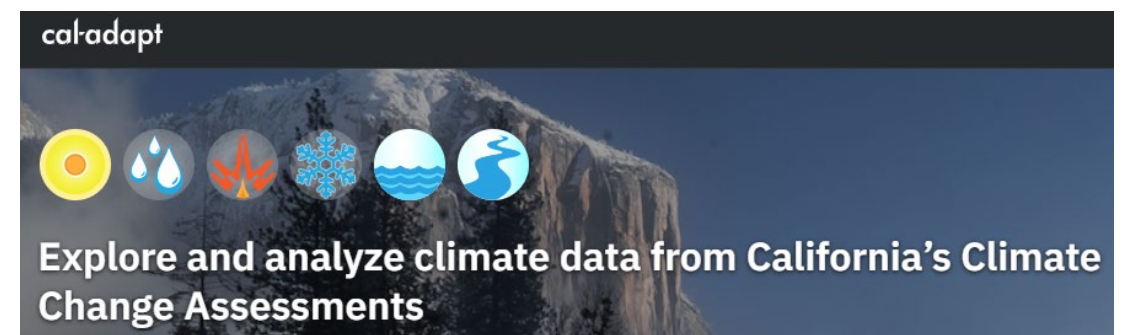 cal-adapt
Explore and analyze climate data from California's Climate
Change Assessments